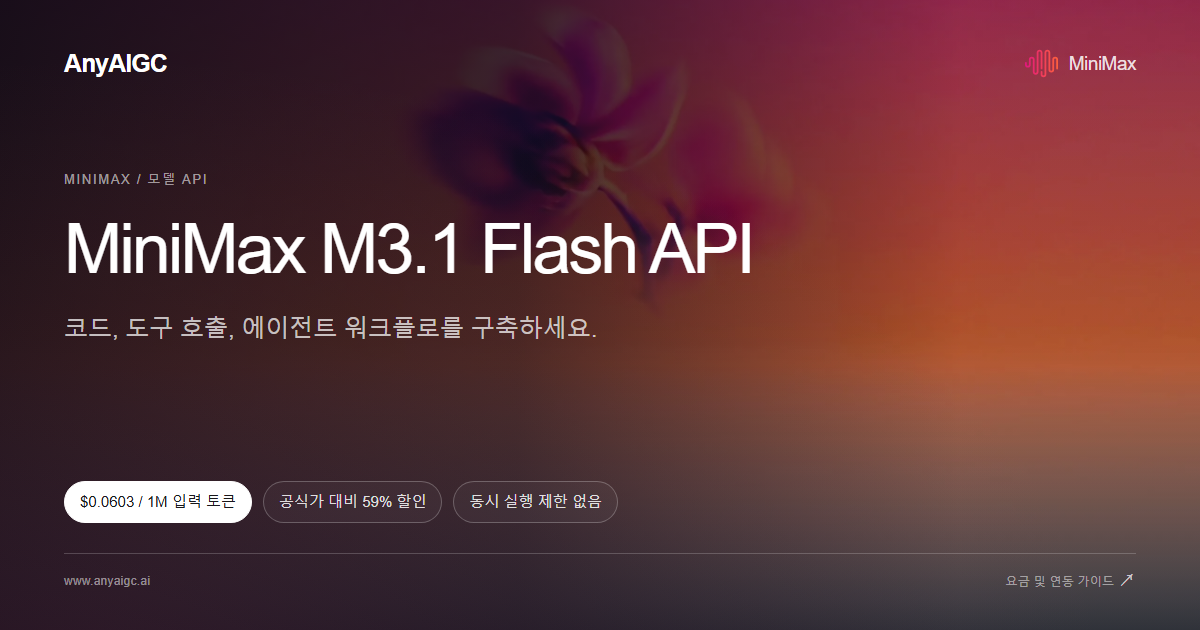 AnyAIGC
MiniMax
MINIMAX / 모델 API
MiniMax M3.1 Flash API
코드, 도구 호출, 에이전트 워크플로를 구축하세요.
$0.0603 / 1M 입력 토큰
공식가 대비 59% 할인
동시 실행 제한 없음
www.anyaigc.ai
요금 및 연동 가이드 ↗